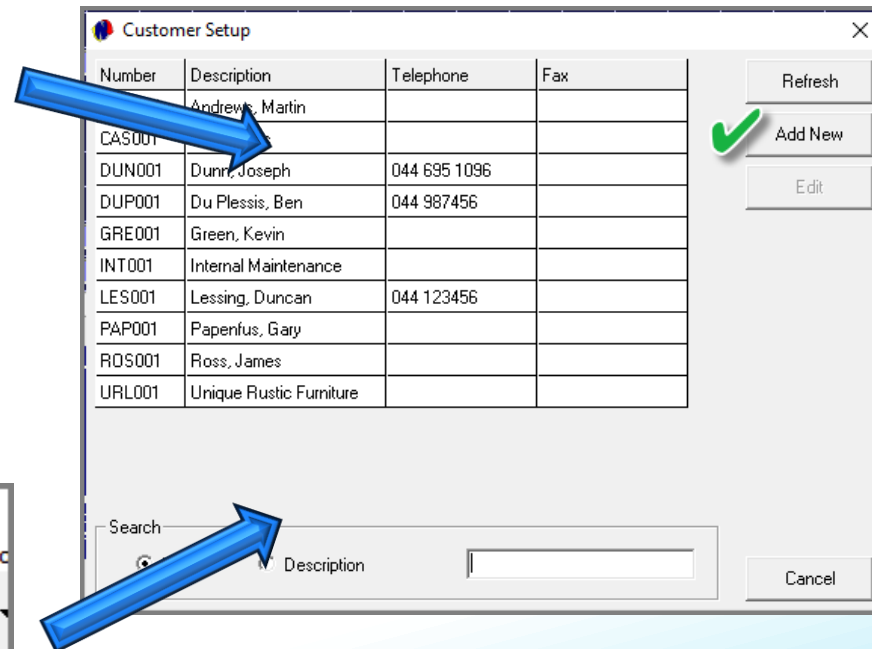 Customer Setup
Number Description Telephone Fax
Andrews, Martin
CAS001
DUN001 Dunn, Joseph 044 695 1096
DUP001 Du Plessis, Ben 044 987456
GRE001 Green, Kevin
INT001 Internal Maintenance
LES001 Lessing, Duncan 044 123456
PAP001 Papenfus, Gary
ROS001 Ross, James
URL001 Unique Rustic Furniture
Refresh
Add New
Edit
Search
Description
Cancel